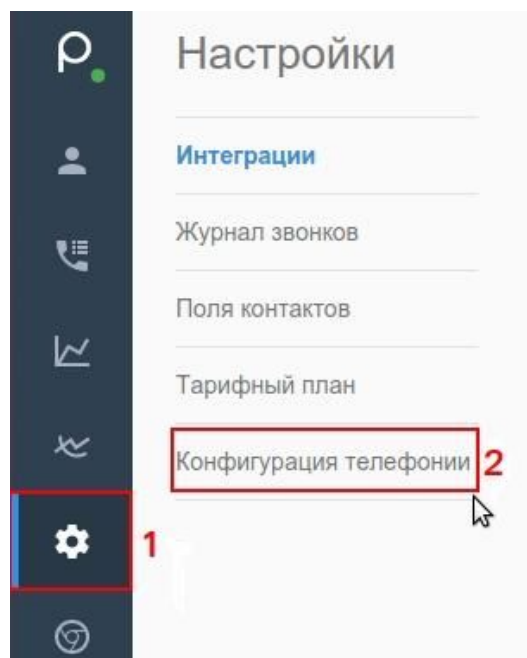 ρ
Настройки
Интеграции
Журнал звонков
Поля контактов
Тарифный план
Конфигурация телефонии 2
1